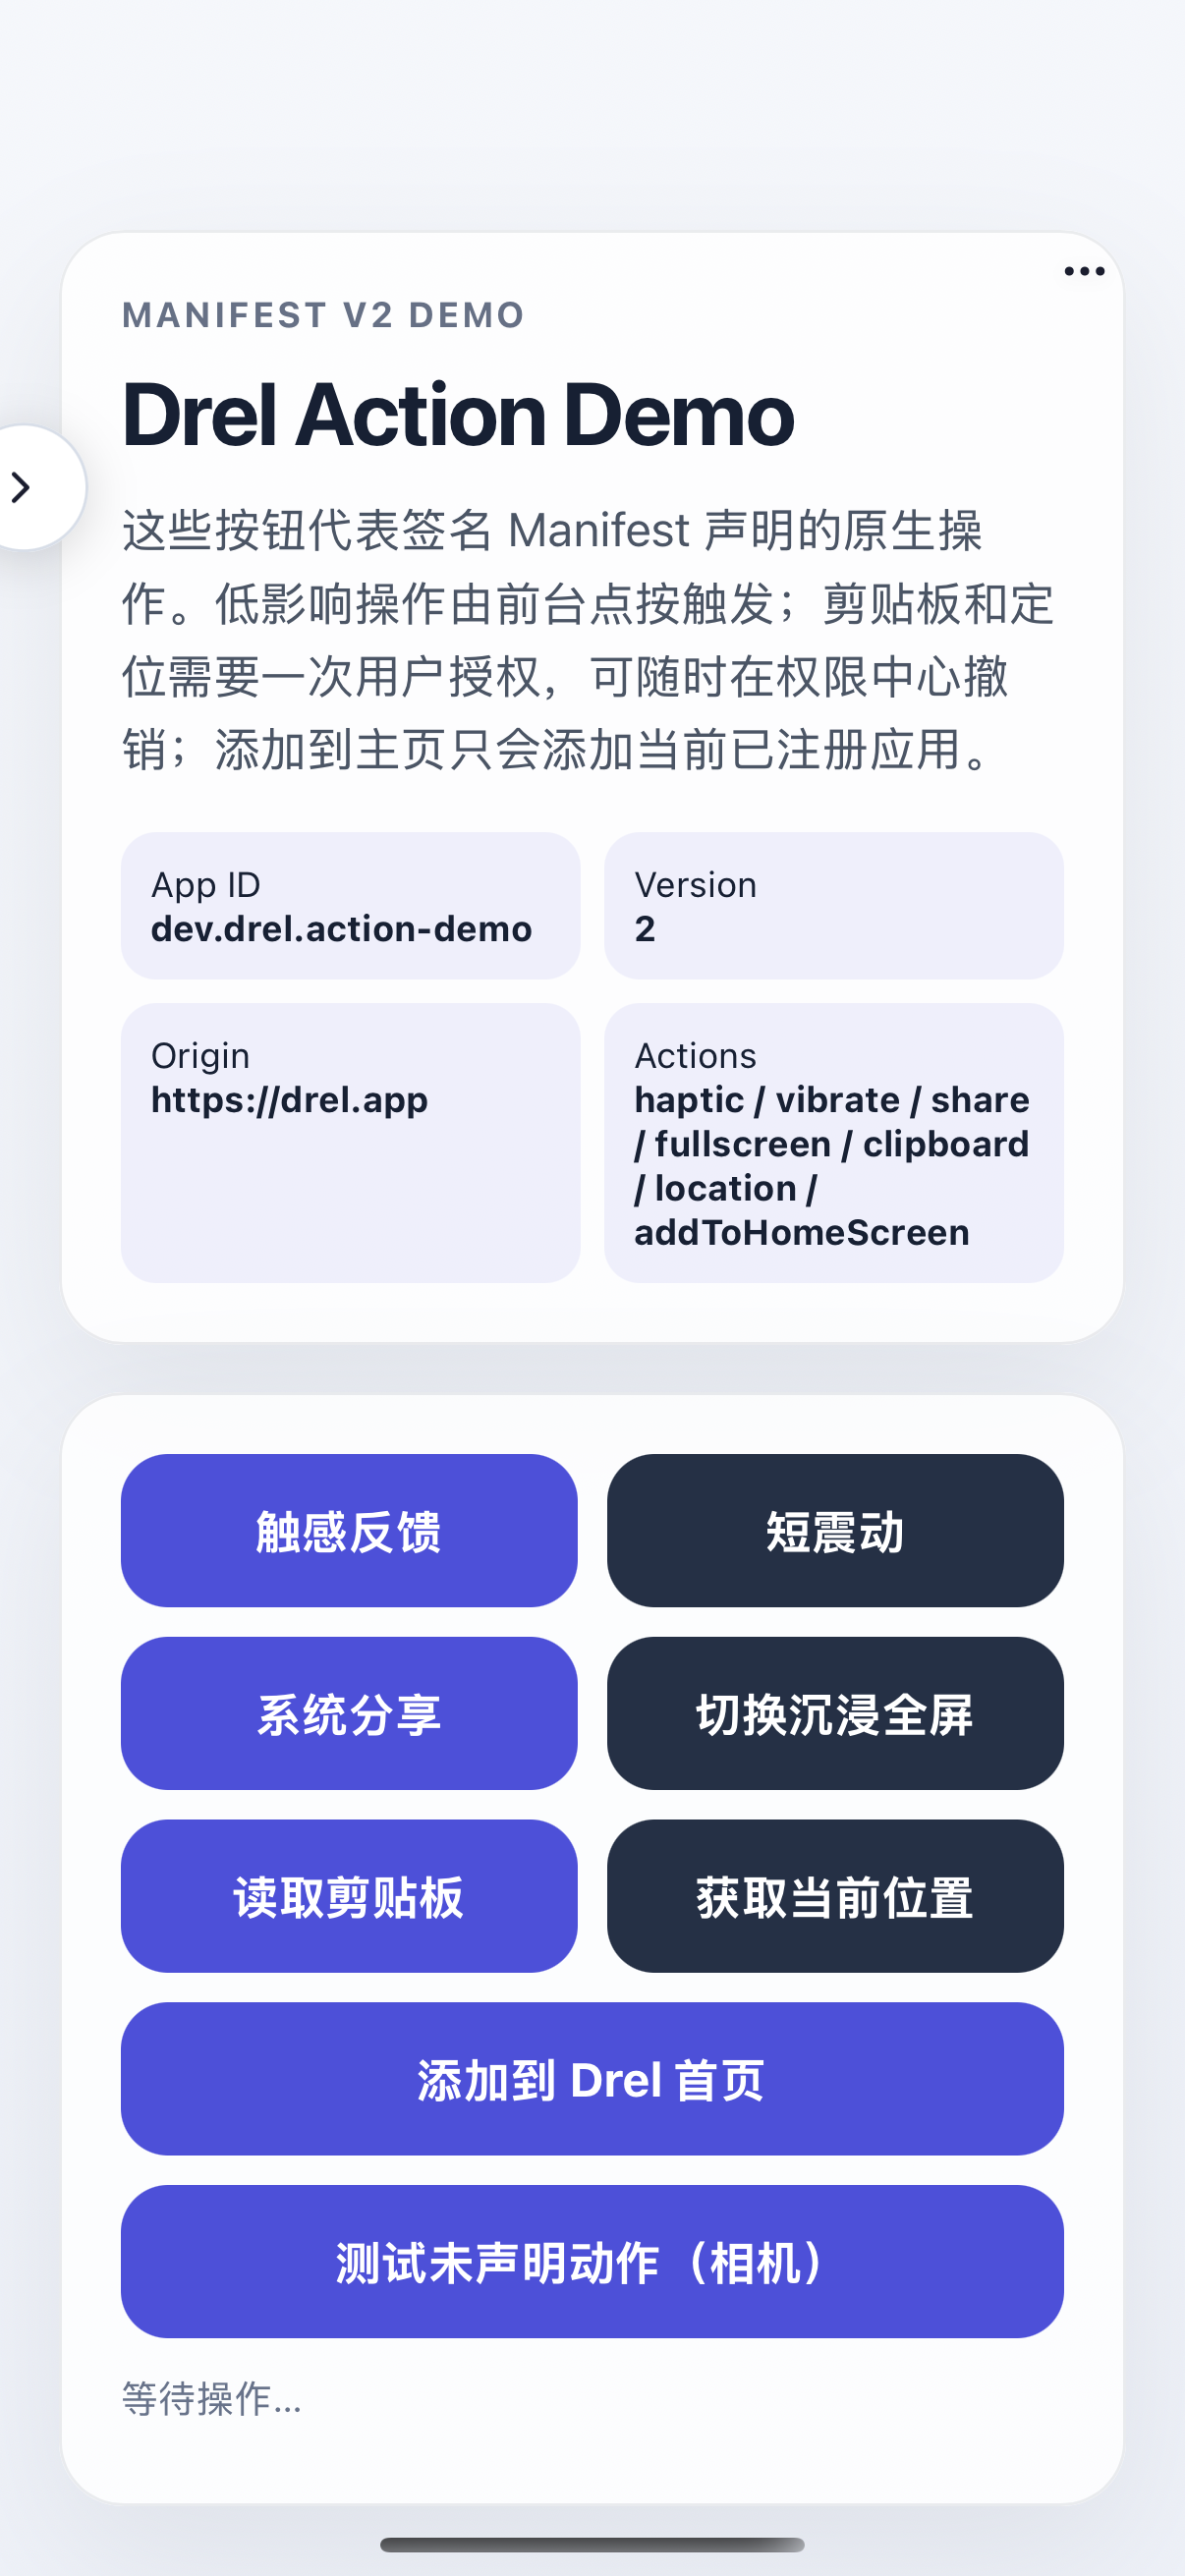 MANIFEST V2 DEMO
Drel Action Demo
这些按钮代表签名 Manifest 声明的原生操
作。低影响操作由前台点按触发；剪贴板和定
位需要一次用户授权，可随时在权限中心撤
销；添加到主页只会添加当前已注册应用。
App ID
dev.drel.action-demo
Version
2
Origin
https://drel.app
Actions
haptic / vibrate / share
/ fullscreen / clipboard
/ location /
addToHomeScreen
触感反馈
短震动
系统分享
切换沉浸全屏
读取剪贴板
获取当前位置
添加到 Drel 首页
测试未声明动作（相机）
等待操作...